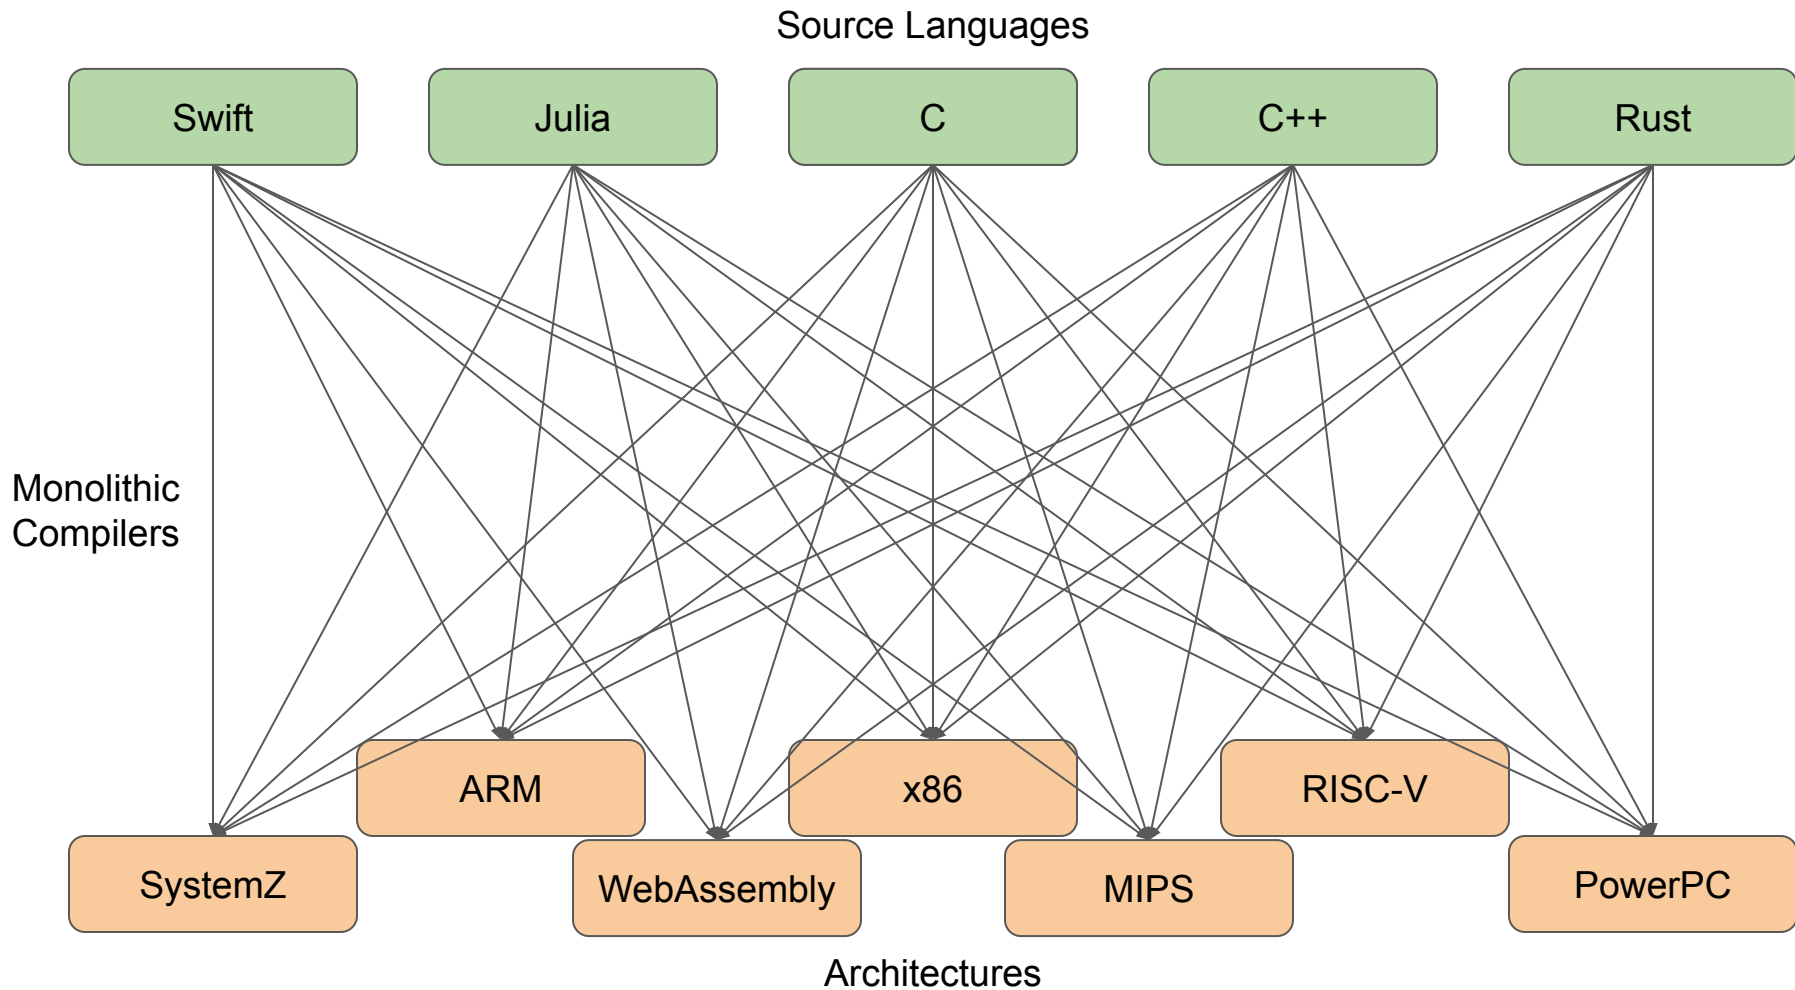 Source Languages
Swift
Julia
C
C++
Rust
Monolithic
Compilers
ARM
x86
RISC-V
SystemZ
WebAssembly
MIPS
PowerPC
Architectures